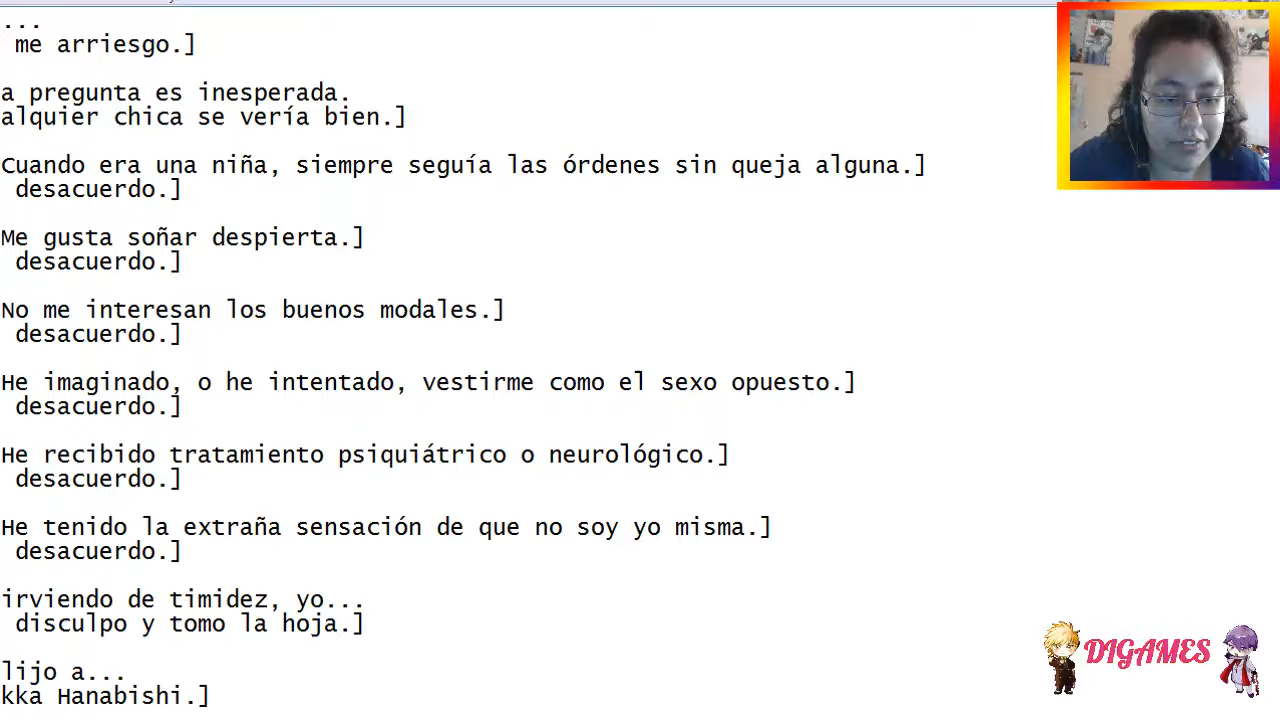 ...
me arriesgo.]
a pregunta es inesperada.
alquier chica se vería bien.]
Cuando era una niña, siempre seguía las órdenes sin queja alguna.]
desacuerdo.]
Me gusta soñar despierta.]
desacuerdo.]
No me interesan los buenos modales.]
desacuerdo.]
He imaginado, o he intentado, vestirme como el sexo opuesto.]
desacuerdo.]
He recibido tratamiento psiquiátrico o neurológico.]
desacuerdo.]
He tenido la extraña sensación de que no soy yo misma.]
desacuerdo.]
irviendo de timidez, yo...
disculpo y tomo la hoja.]
DIGAMES
lijo a...
kka Hanabishi.]